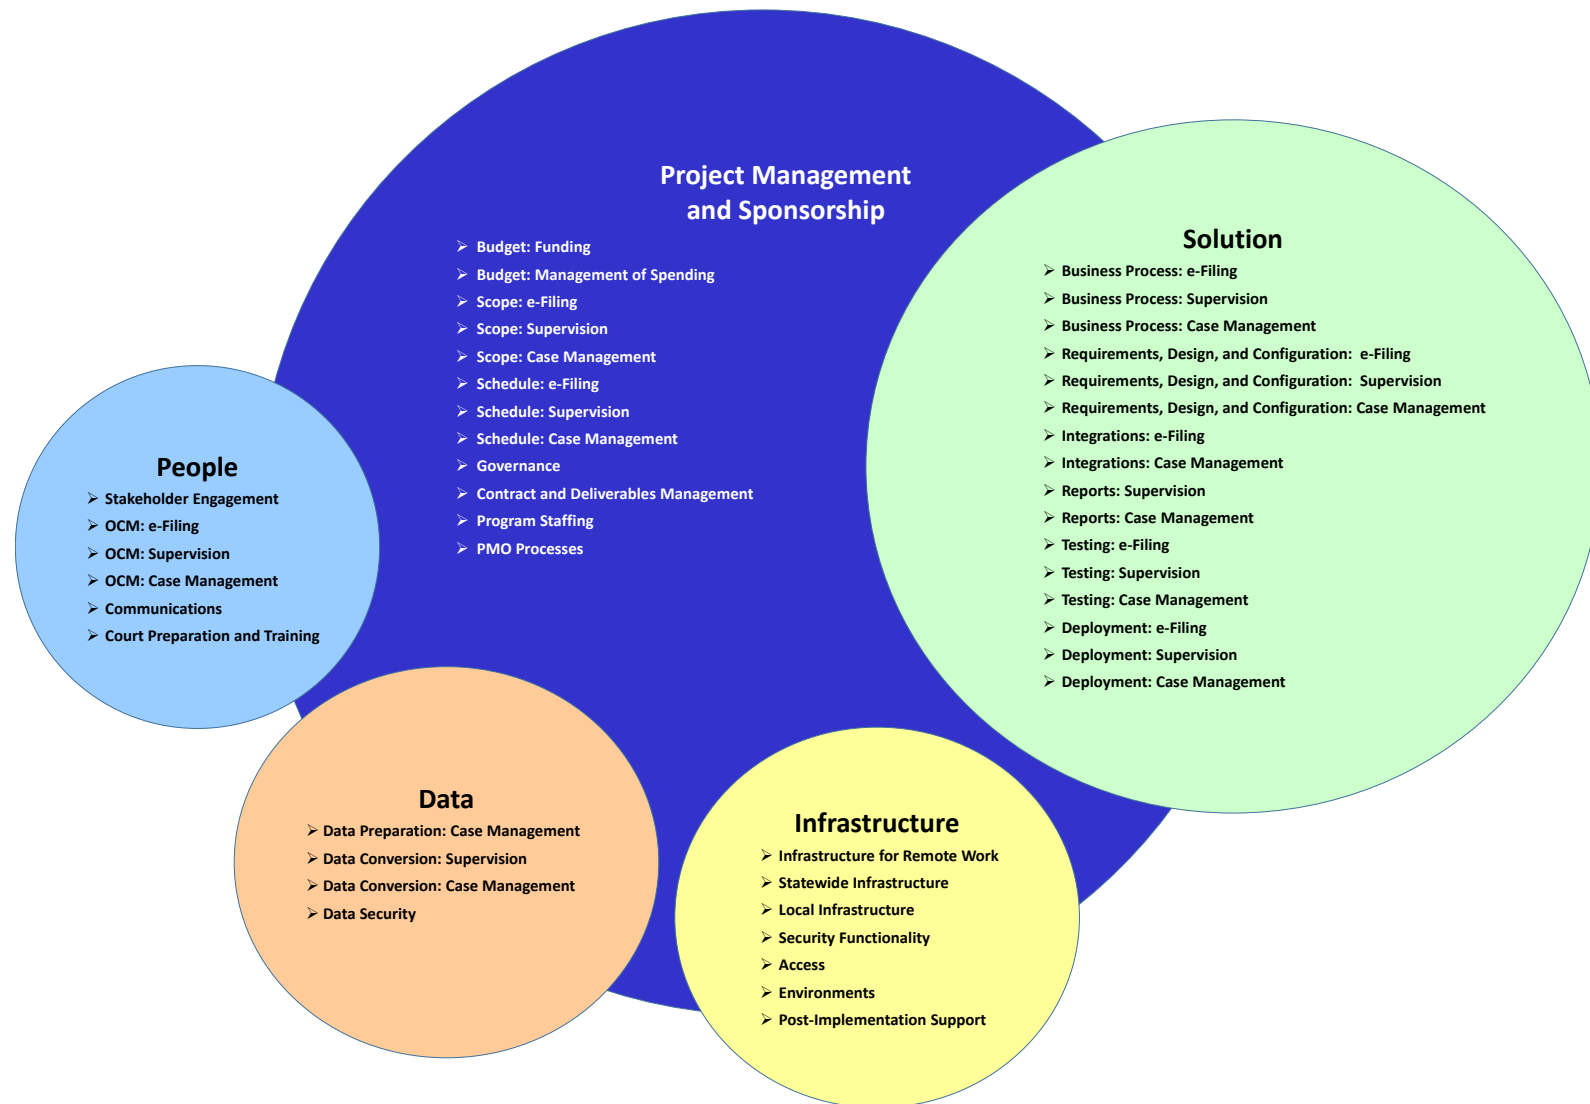 Project Management
and Sponsorship
➢ Budget: Funding
➢ Budget: Management of Spending
➢ Scope: e-Filing
➢ Scope: Supervision
➢ Scope: Case Management
➢ Schedule: e-Filing
➢ Schedule: Supervision
➢ Schedule: Case Management
➢ Governance
➢ Contract and Deliverables Management
➢ Program Staffing
➢ PMO Processes
Solution
➢ Business Process: e-Filing
➢ Business Process: Supervision
➢ Business Process: Case Management
➢ Requirements, Design, and Configuration:  e-Filing
➢ Requirements, Design, and Configuration:  Supervision
➢ Requirements, Design, and Configuration: Case Management
➢ Integrations: e-Filing
➢ Integrations: Case Management
➢ Reports: Supervision
➢ Reports: Case Management
➢ Testing: e-Filing
➢ Testing: Supervision
➢ Testing: Case Management
➢ Deployment: e-Filing
➢ Deployment: Supervision
➢ Deployment: Case Management
People
➢ Stakeholder Engagement
➢ OCM: e-Filing
➢ OCM: Supervision
➢ OCM: Case Management
➢ Communications
➢ Court Preparation and Training
Data
➢ Data Preparation: Case Management
➢ Data Conversion: Supervision
➢ Data Conversion: Case Management
➢ Data Security
Infrastructure
➢ Infrastructure for Remote Work
➢ Statewide Infrastructure
➢ Local Infrastructure
➢ Security Functionality
➢ Access
➢ Environments
➢ Post-Implementation Support